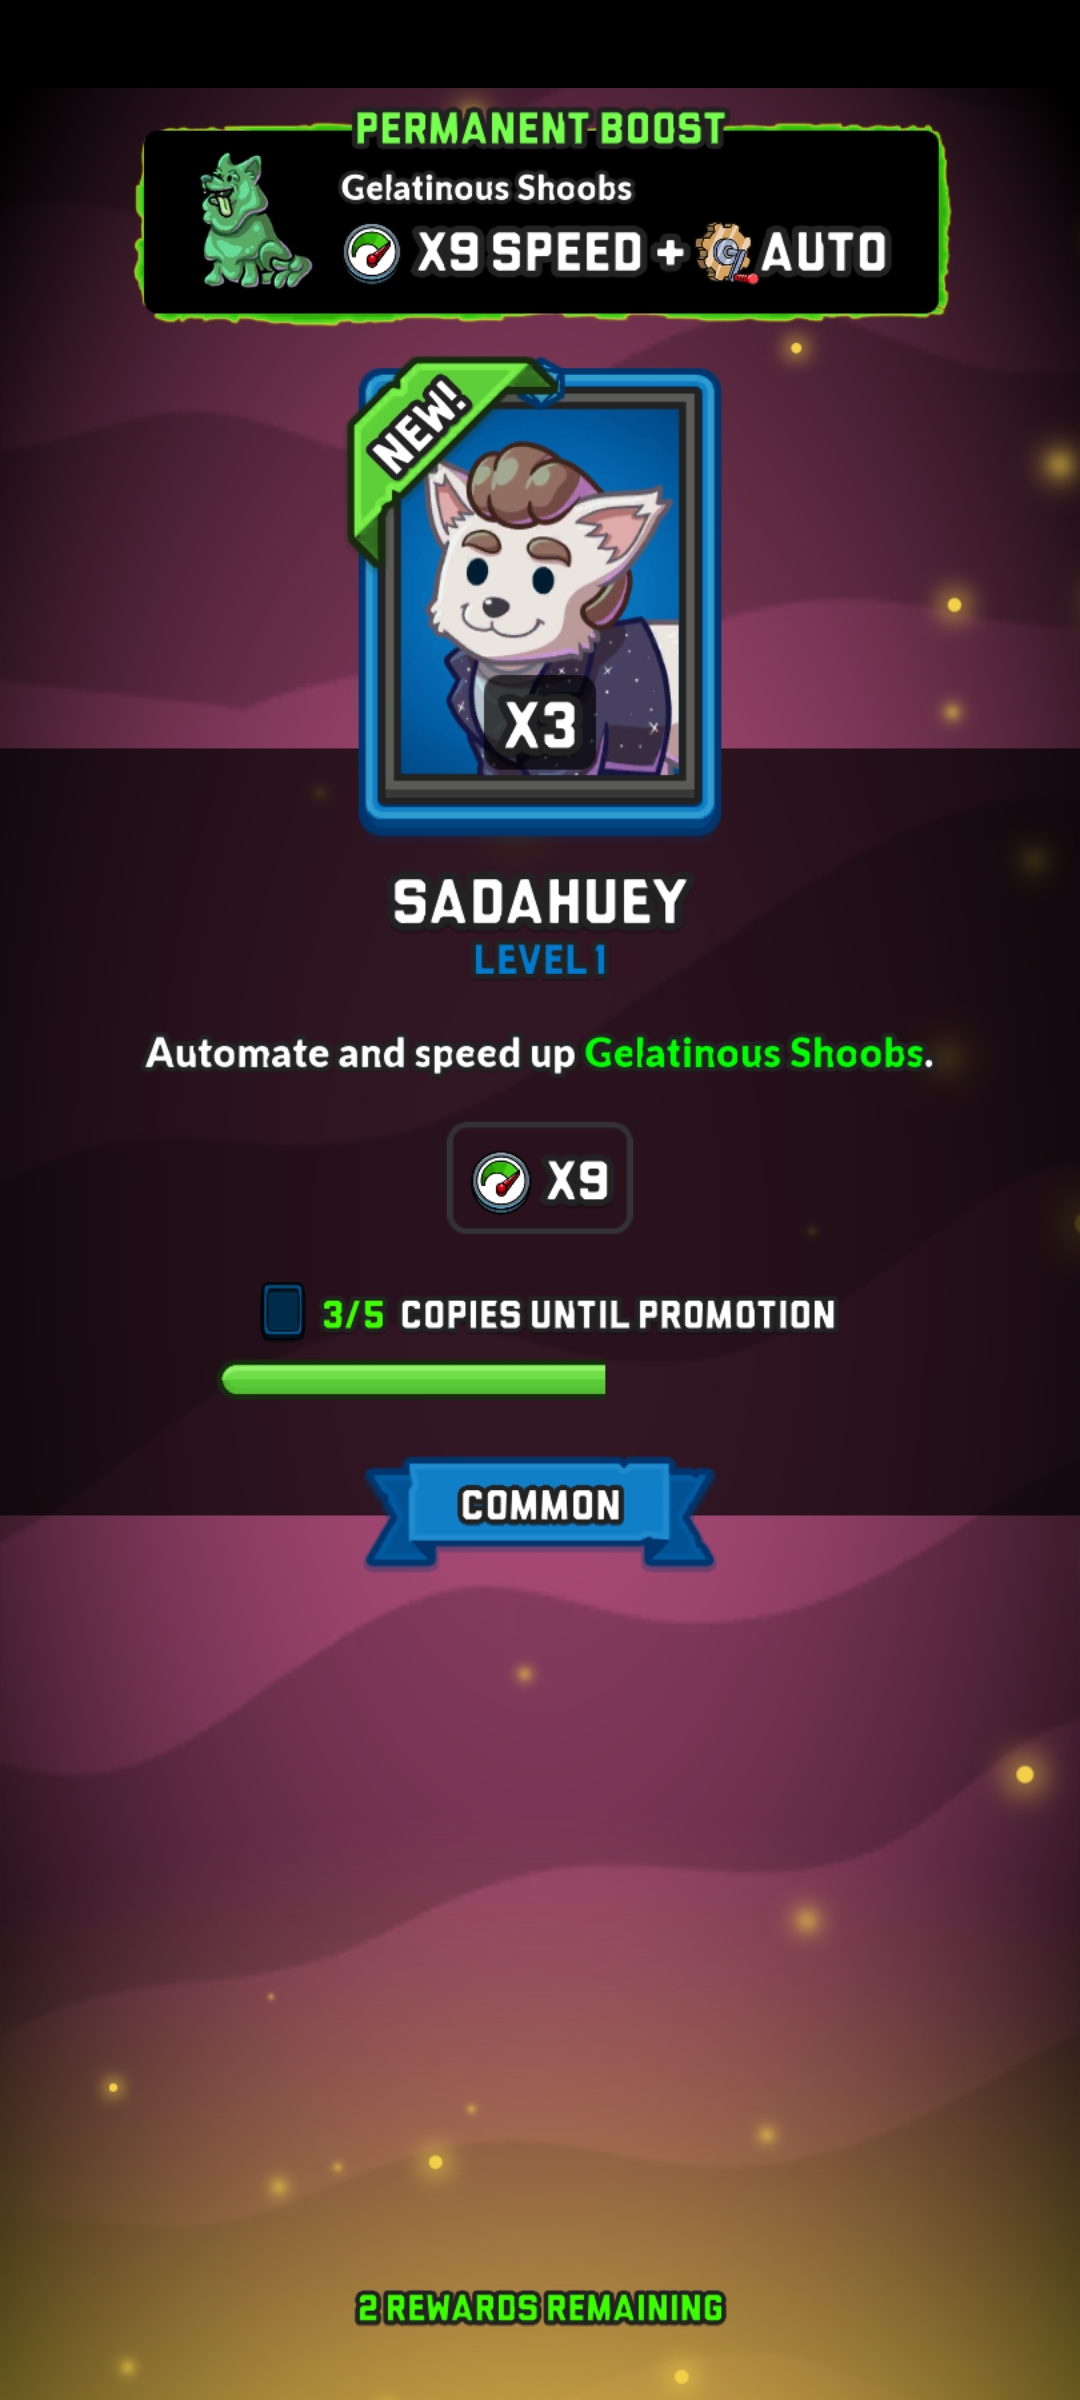 PERMANENT BOOST
Gelatinous Shoobs
X9 SPEED + AUTO
NEW!
X3
SADAHUEY
LEVEL 1
Automate and speed up Gelatinous Shoobs.
X9
3/5 COPIES UNTIL PROMOTION
COMMON
2 REWARDS REMAINING